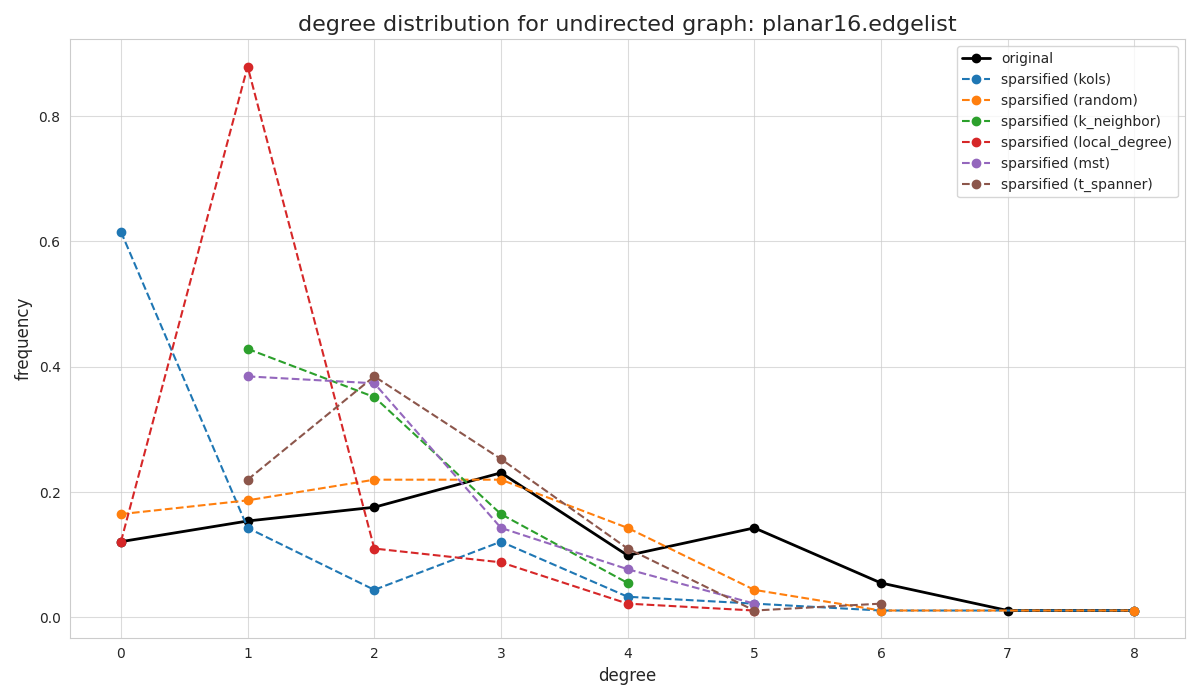 degree distribution for undirected graph: planar16.edgelist
original
sparsified (kols)
sparsified (random)
sparsified (k_neighbor)
sparsified (local_degree)
sparsified (mst)
sparsified (t_spanner)
frequency
0.8
0.6
0.4
0.2
0.0
0 1 2 3 4 5 6 7 8
degree